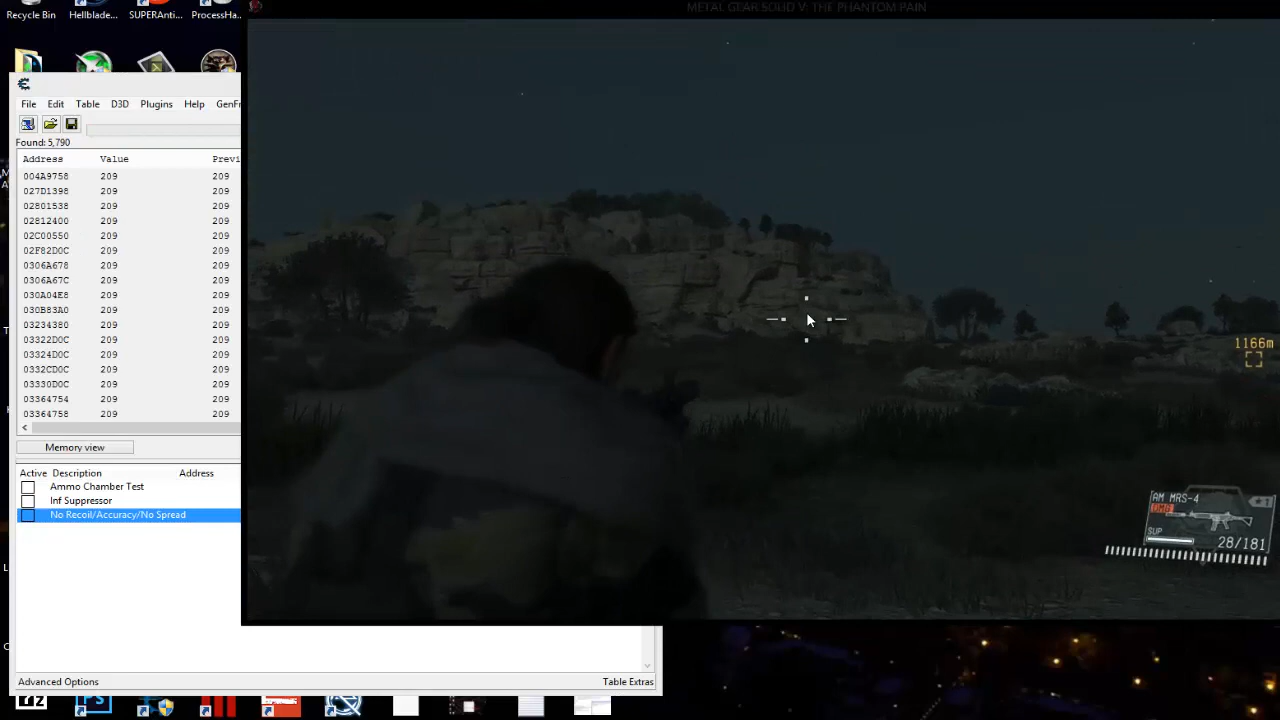 Recycle Bin
Hellblade...
SUPERAnti...
ProcessHa...
METAL GEAR SOLID V: THE PHANTOM PAIN
File Edit Table D3D Plugins Help GenFr
Found: 5,790
Address Value Previ
004A9758 209 209
027D1398 209 209
02801538 209 209
02812400 209 209
02C00550 209 209
02F82D0C 209 209
0306A678 209 209
0306A67C 209 209
030A04E8 209 209
030B83A0 209 209
03234380 209 209
03322D0C 209 209
03324D0C 209 209
0332CD0C 209 209
03330D0C 209 209
03364754 209 209
03364758 209 209
Memory view
Active Description Address
Ammo Chamber Test
Inf Suppressor
No Recoil/Accuracy/No Spread
Advanced Options
Table Extras
1166m
AM MRS-4
SUP
28/181